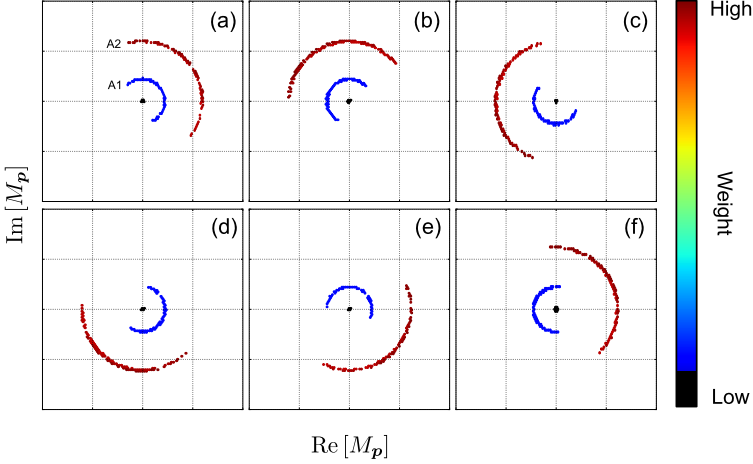 (a) (b) (c) High
A2
A1
Weight
Im [M_p]
(d) (e) (f)
Low
Re [M_p]